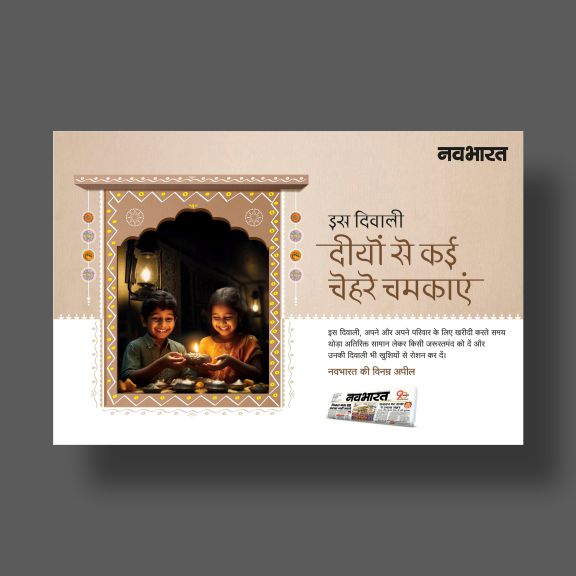 नवभारत
इस दिवाली
दीयों से कई
चेहरे चमकाएं
इस दिवाली, अपने और अपने परिवार के लिए खरीदी करते समय
थोड़ा अतिरिक्त सामान लेकर किसी जरूरतमंद को दें और
उनकी दिवाली भी खुशियों से रोशन कर दें।
नवभारत की विनम्र अपील
नवभारत